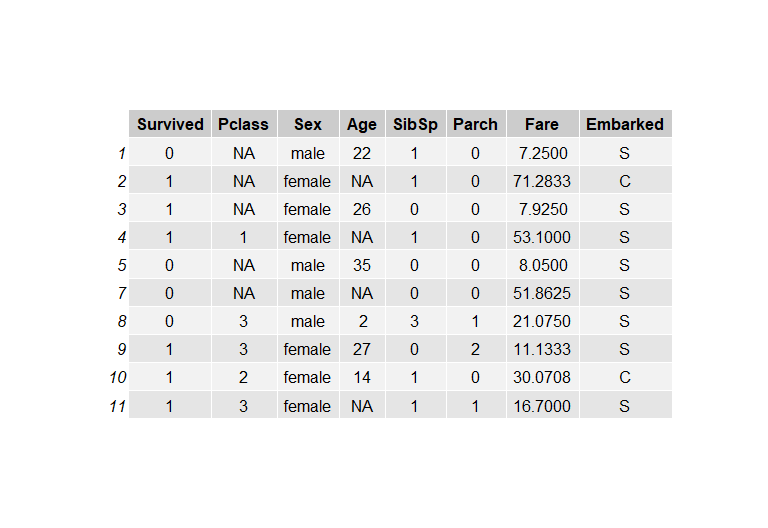 Survived Pclass Sex Age SibSp Parch Fare Embarked
1 0 NA male 22 1 0 7.2500 S
2 1 NA female NA 1 0 71.2833 C
3 1 NA female 26 0 0 7.9250 S
4 1 1 female NA 1 0 53.1000 S
5 0 NA male 35 0 0 8.0500 S
7 0 NA male NA 0 0 51.8625 S
8 0 3 male 2 3 1 21.0750 S
9 1 3 female 27 0 2 11.1333 S
10 1 2 female 14 1 0 30.0708 C
11 1 3 female NA 1 1 16.7000 S